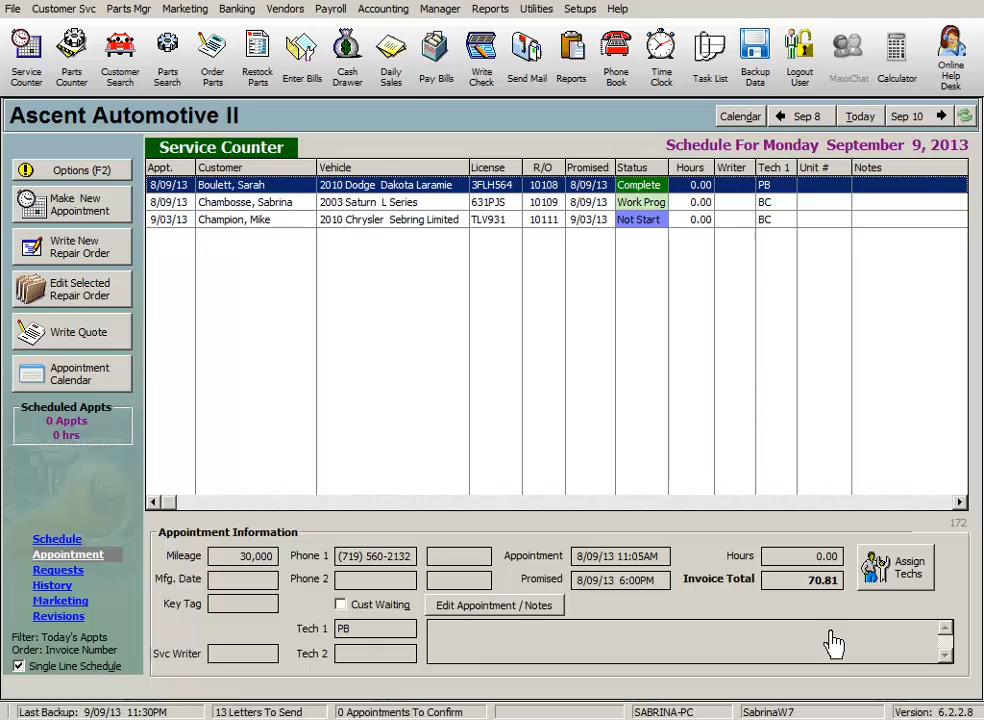 File Customer Svc Parts Mgr Marketing Banking Vendors Payroll Accounting Manager Reports Utilities Setups Help
Service Counter Parts Counter Customer Search Parts Search Order Parts Restock Parts Enter Bills Cash Drawer Daily Sales Pay Bills Write Check Send Mail Reports Phone Book Time Clock Task List Backup Data Logout User MaxxChat Calculator Online Help Desk
Ascent Automotive II Calendar Sep 8 Today Sep 10
Service Counter Schedule For Monday September 9, 2013
Appt. Customer Vehicle License R/O Promised Status Hours Writer Tech 1 Unit # Notes
8/09/13 Boulett, Sarah 2010 Dodge Dakota Laramie 3FLH564 10108 8/09/13 Complete 0.00 PB
8/09/13 Chambosse, Sabrina 2003 Saturn L Series 631PJS 10109 8/09/13 Work Prog 0.00 BC
9/03/13 Champion, Mike 2010 Chrysler Sebring Limited TLV931 10111 9/03/13 Not Start 0.00 BC
Options (F2)
Make New
Appointment
Write New
Repair Order
Edit Selected
Repair Order
Write Quote
Appointment
Calendar
Scheduled Appts
0 Appts
0 hrs
Schedule
Appointment
Requests
History
Marketing
Revisions
Filter: Today's Appts
Order: Invoice Number
Single Line Schedule
172
Appointment Information
Mileage 30,000 Phone 1 (719) 560-2132 Appointment 8/09/13 11:05AM Hours 0.00 Assign Techs
Mfg. Date Phone 2 Promised 8/09/13 6:00PM Invoice Total 70.81
Key Tag Cust Waiting Edit Appointment / Notes
Tech 1 PB
Svc Writer Tech 2
Last Backup: 9/09/13 11:30PM 13 Letters To Send 0 Appointments To Confirm SABRINA-PC SabrinaW7 Version: 6.2.2.8